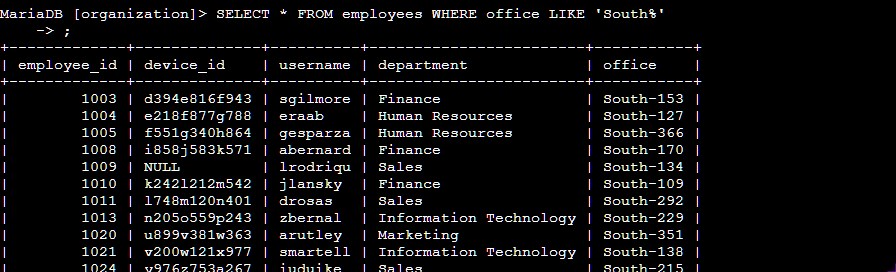 MariaDB [organization]> SELECT * FROM employees WHERE office LIKE 'South%'
    -> ;
+-------------+--------------+----------+------------------------+-----------+
| employee_id | device_id    | username | department             | office    |
+-------------+--------------+----------+------------------------+-----------+
|        1003 | d394e816f943 | sgilmore | Finance                | South-153 |
|        1004 | e218f877g788 | eraab    | Human Resources        | South-127 |
|        1005 | f551g340h864 | gesparza | Human Resources        | South-366 |
|        1008 | i858j583k571 | abernard | Finance                | South-170 |
|        1009 | NULL         | lrodriqu | Sales                  | South-134 |
|        1010 | k242l212m542 | jlansky  | Finance                | South-109 |
|        1011 | l748m120n401 | drosas   | Sales                  | South-292 |
|        1013 | n205o559p243 | zbernal  | Information Technology | South-229 |
|        1020 | u899v381w363 | arutley  | Marketing              | South-351 |
|        1021 | v200w121x977 | smartell | Information Technology | South-138 |
|        1024 | y976z753a267 | iuduike  | Sales                  | South-215 |